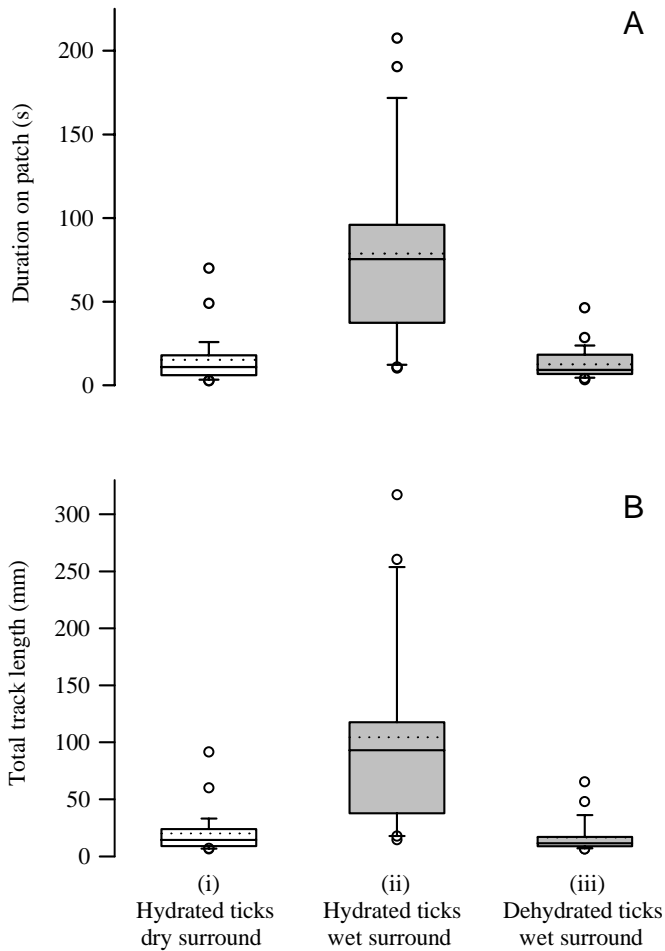 A
Duration on patch (s)
200
150
100
50
0
B
Total track length (mm)
300
250
200
150
100
50
0
(i) (ii) (iii)
Hydrated ticks Hydrated ticks Dehydrated ticks
dry surround wet surround wet surround